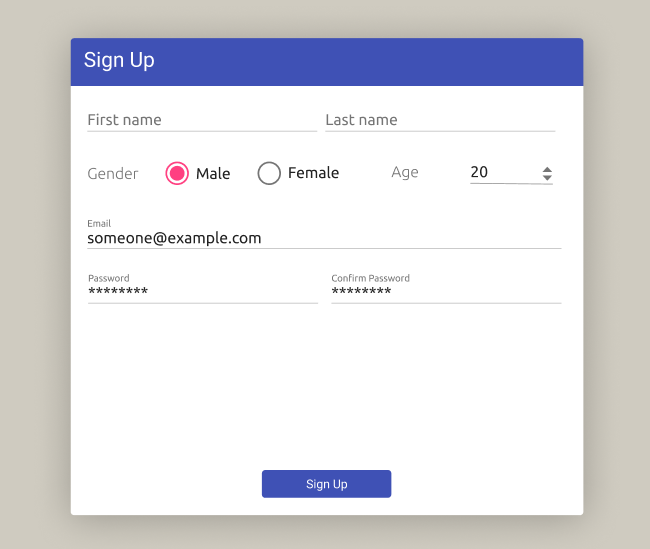 Sign Up
First name Last name
Gender Male Female Age 20
Email
someone@example.com
Password Confirm Password
******** ********
Sign Up